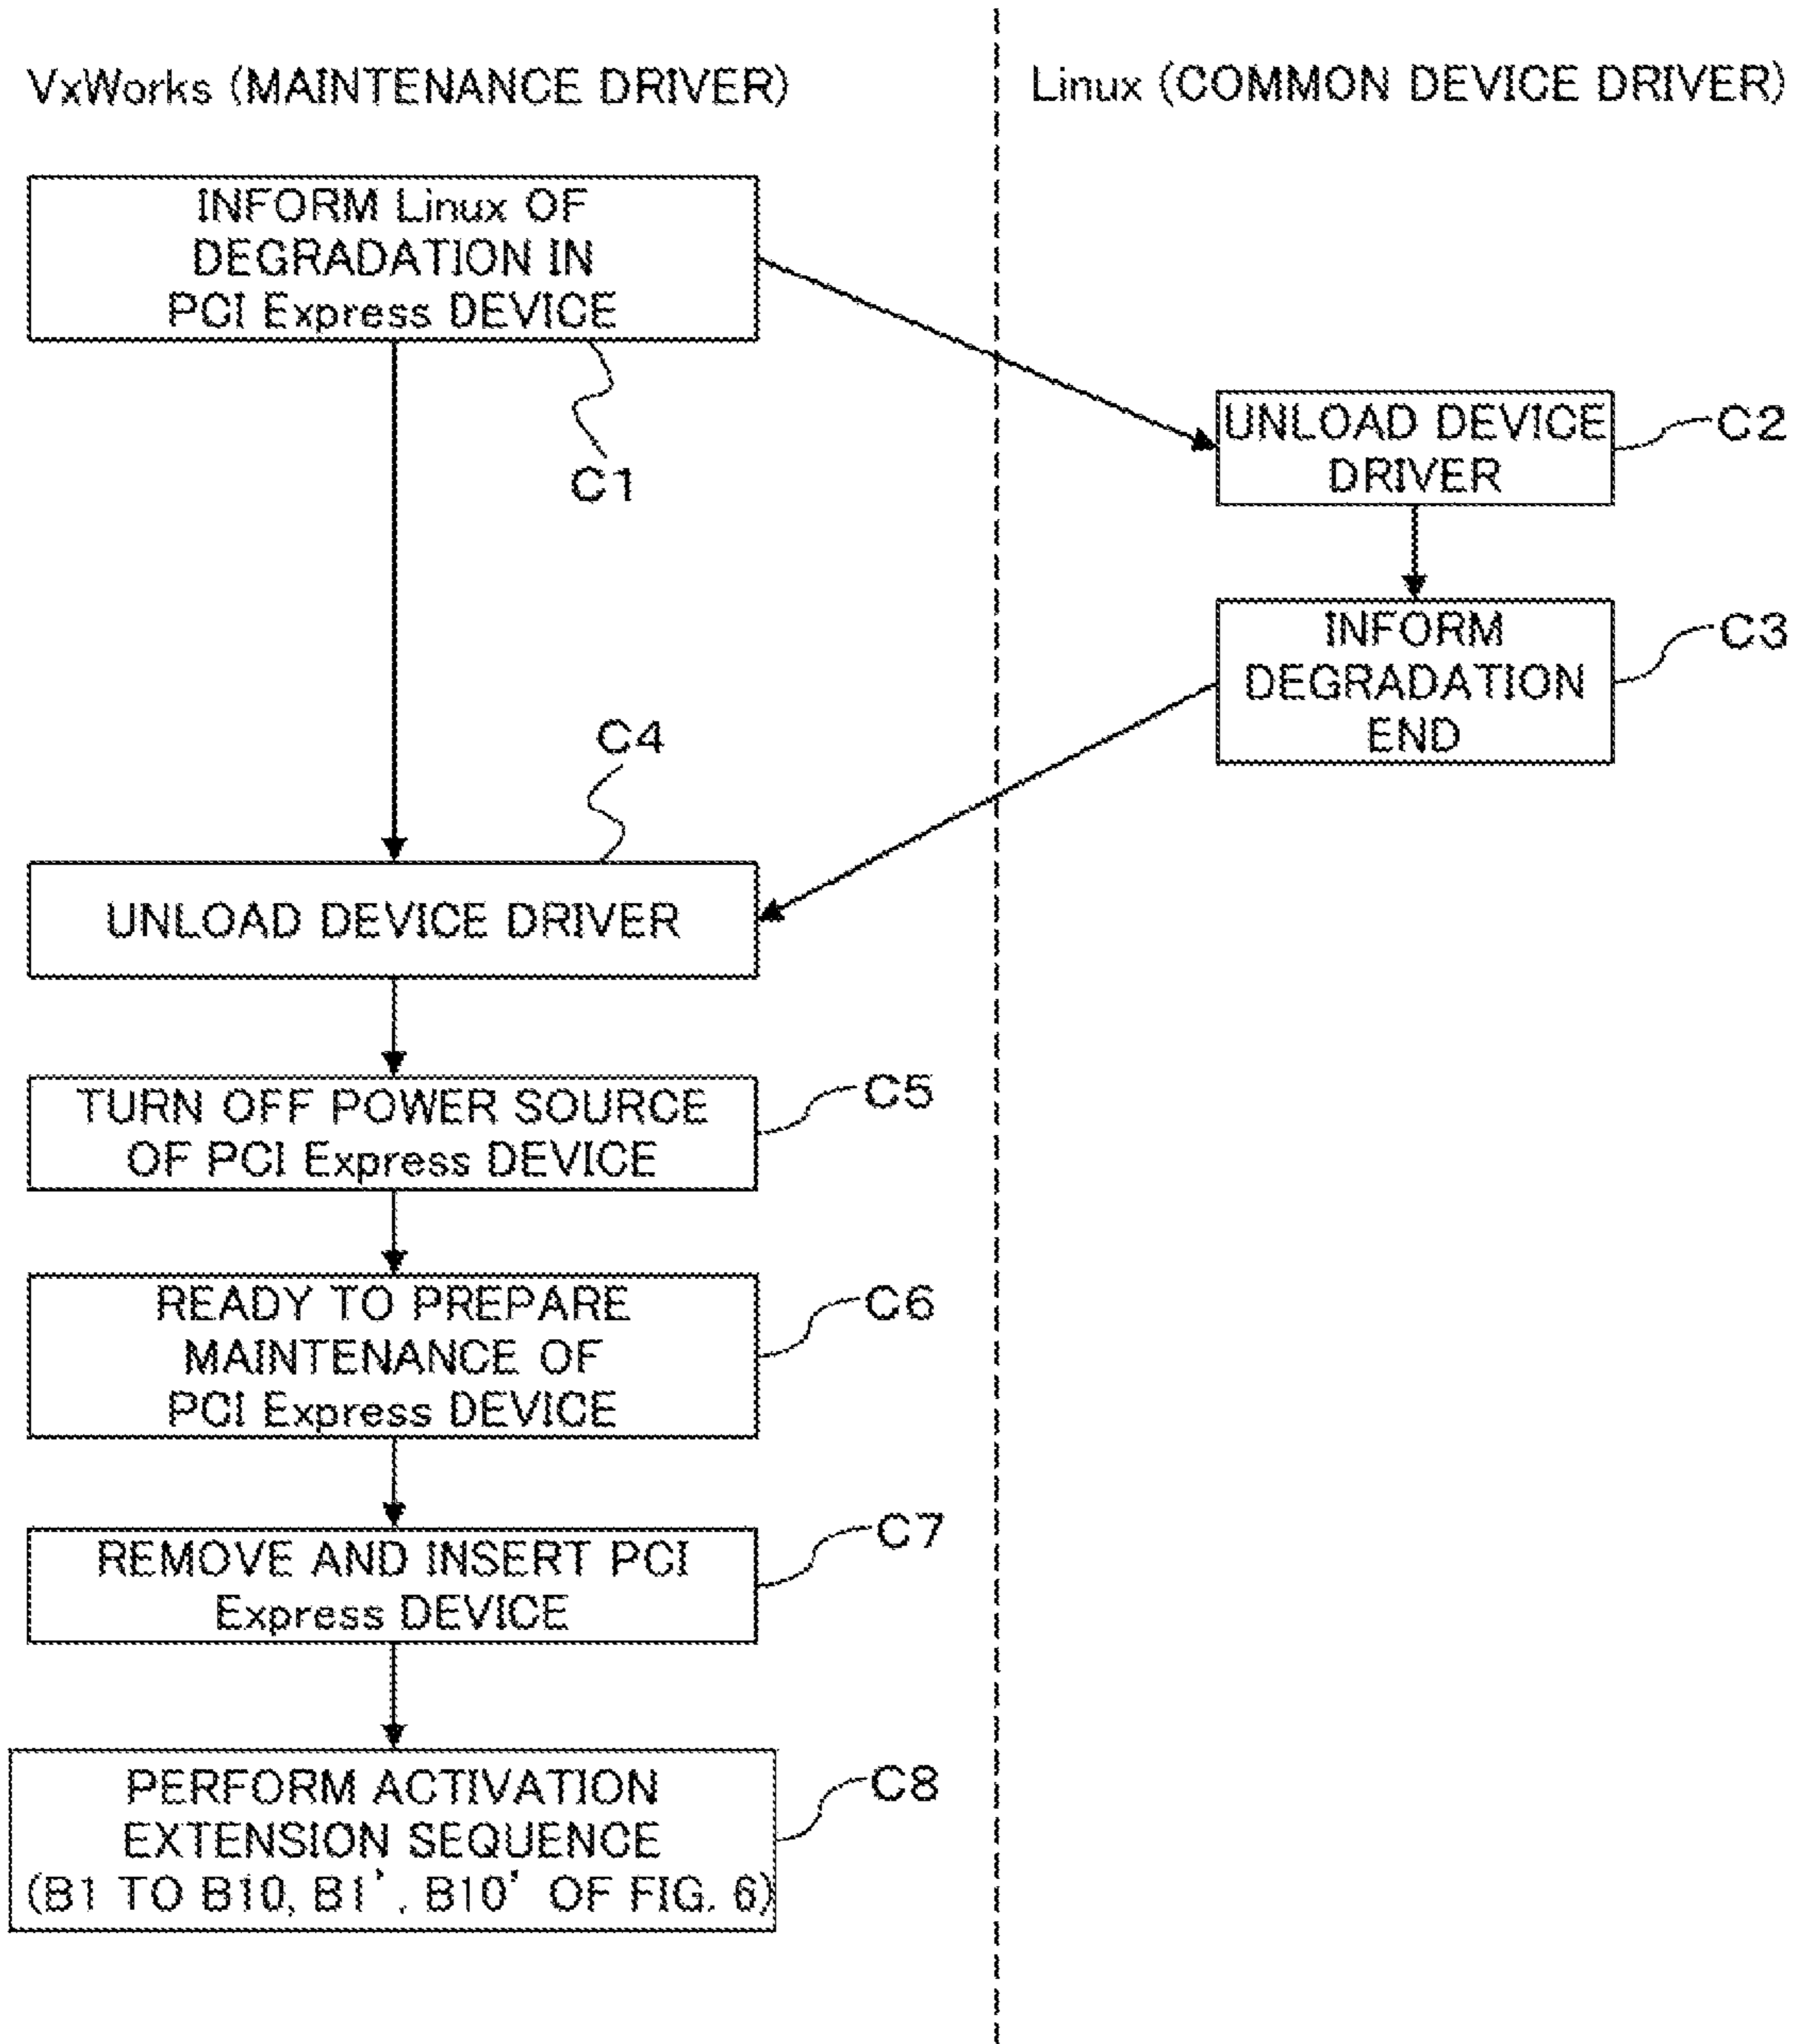 VxWorks (MAINTENANCE DRIVER)
Linux (COMMON DEVICE DRIVER)
INFORM Linux OF
DEGRADATION IN
PCI Express DEVICE
C1
UNLOAD DEVICE
DRIVER
C2
INFORM
DEGRADATION
END
C3
C4
UNLOAD DEVICE DRIVER
TURN OFF POWER SOURCE
OF PCI Express DEVICE
C5
READY TO PREPARE
MAINTENANCE OF
PCI Express DEVICE
C6
REMOVE AND INSERT PCI
Express DEVICE
C7
PERFORM ACTIVATION
EXTENSION SEQUENCE
(B1 TO B10, B1', B10' OF FIG. 6)
C8